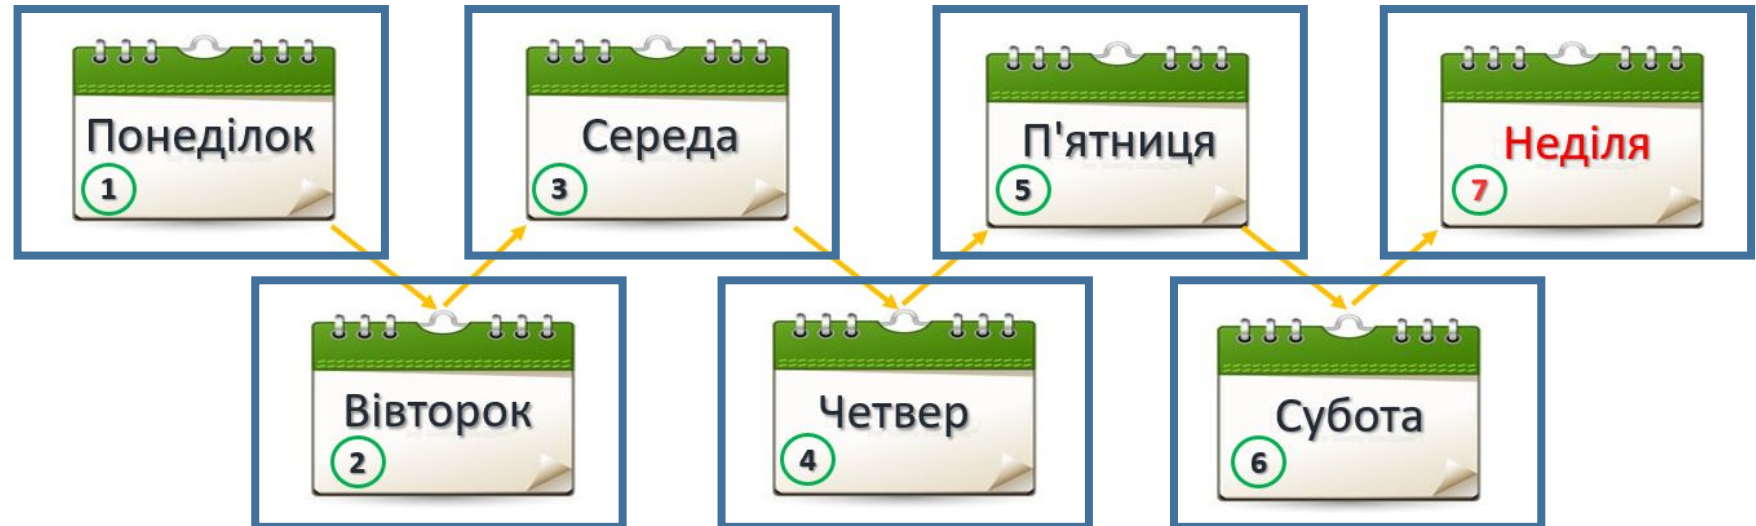 Понеділок
1
Вівторок
2
Середа
3
Четвер
4
П'ятниця
5
Субота
6
Неділя
7